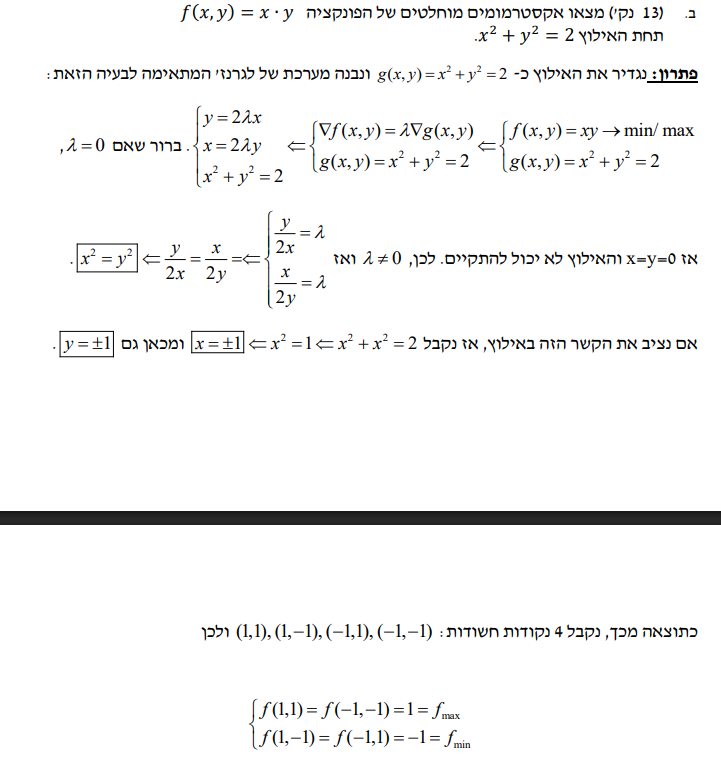 ב. (13 נק') מצאו אקסטרמומים מוחלטים של הפונקציה f(x, y) = x · y
תחת האילוץ x² + y² = 2.
פתרון: נגדיר את האילוץ כ- g(x,y) = x² + y² = 2 ונבנה מערכת של לגרנז' המתאימה לבעיה הזאת:
{ f(x,y) = xy → min/ max ; g(x,y) = x² + y² = 2 ⇐ { ∇f(x,y) = λ∇g(x,y) ; g(x,y) = x² + y² = 2 ⇐ { y = 2λx ; x = 2λy ; x² + y² = 2 . ברור שאם λ = 0,
אז x=y=0 והאילוץ לא יכול להתקיים. לכן, λ ≠ 0 ואז { y/2x = λ ; x/2y = λ ⇐= y/2x = x/2y ⇐ x² = y² .
אם נציב את הקשר הזה באילוץ, אז נקבל x² + x² = 2 ⇐ x² = 1 ⇐ x = ±1 ומכאן גם y = ±1 .
כתוצאה מכך, נקבל 4 נקודות חשודות: (1,1), (1,−1), (−1,1), (−1,−1) ולכן
{ f(1,1) = f(−1,−1) = 1 = f max
f(1,−1) = f(−1,1) = −1 = f min